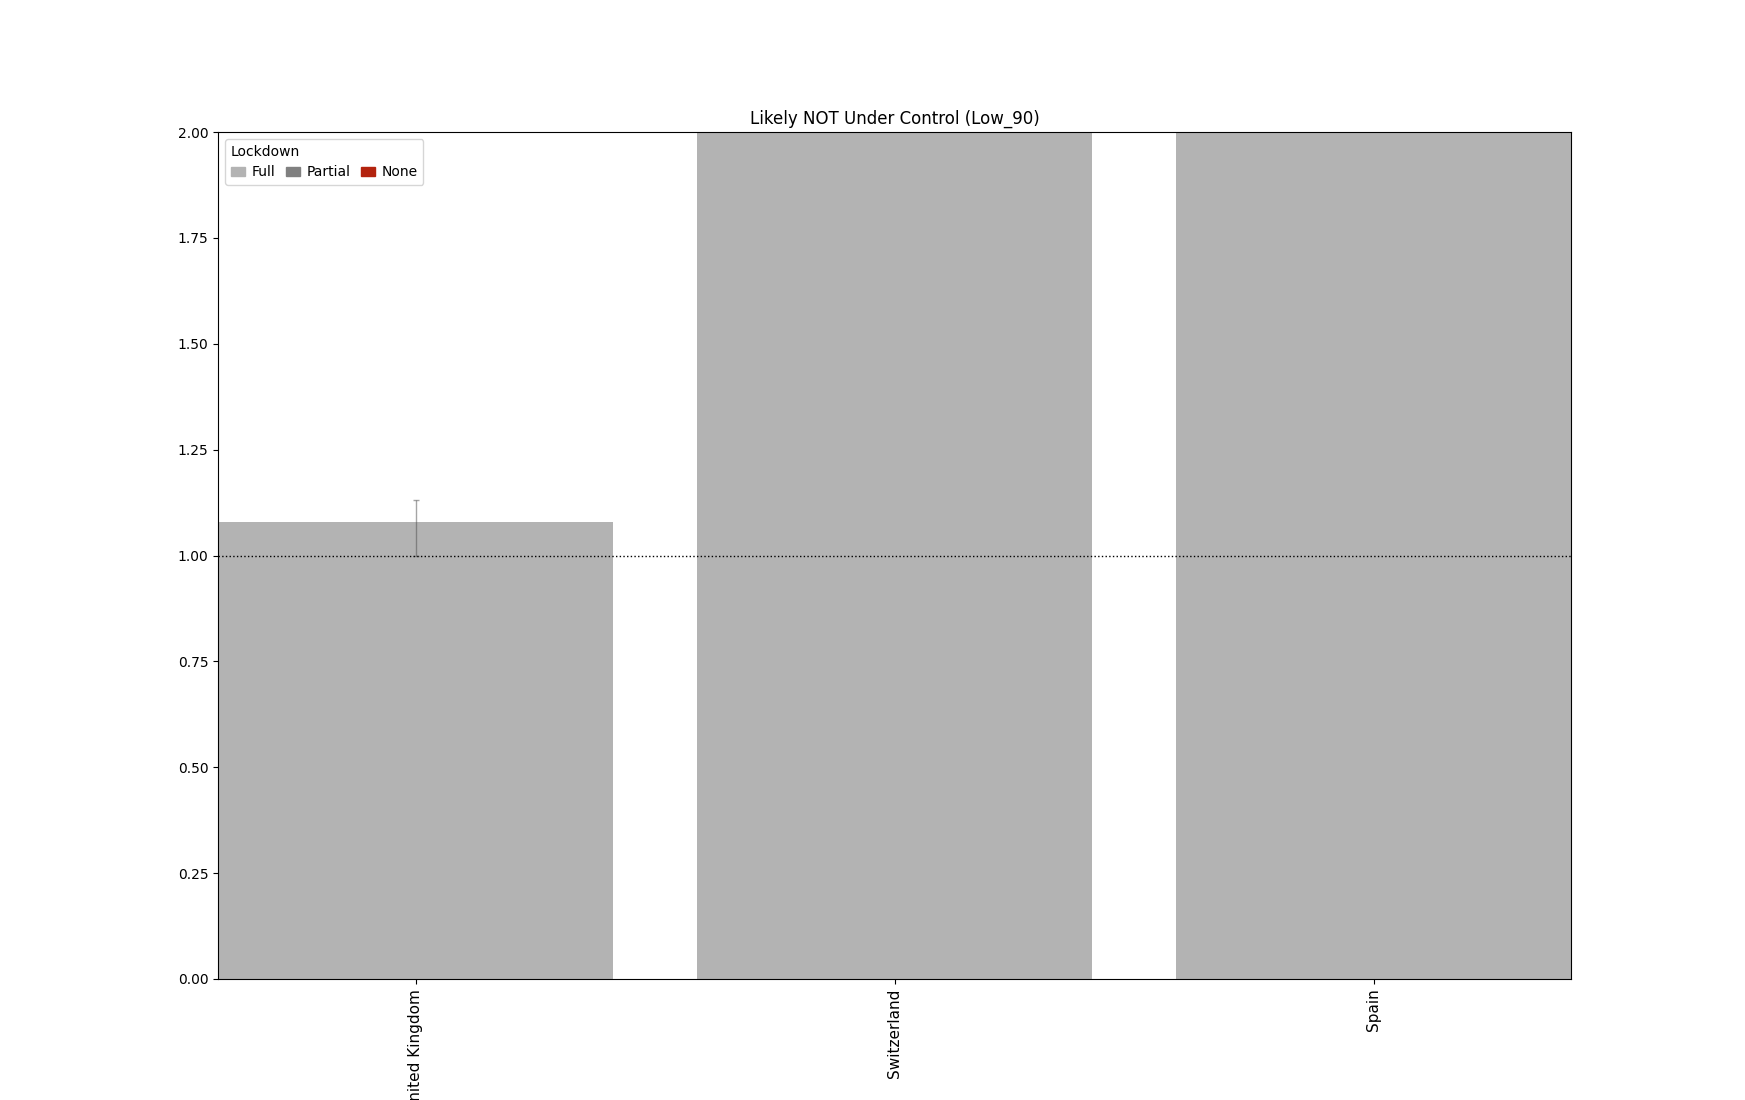 Likely NOT Under Control (Low_90)
2.00
Lockdown
Full Partial None
1.75
1.50
1.25
1.00
0.75
0.50
0.25
0.00
nited Kingdom
Switzerland
Spain